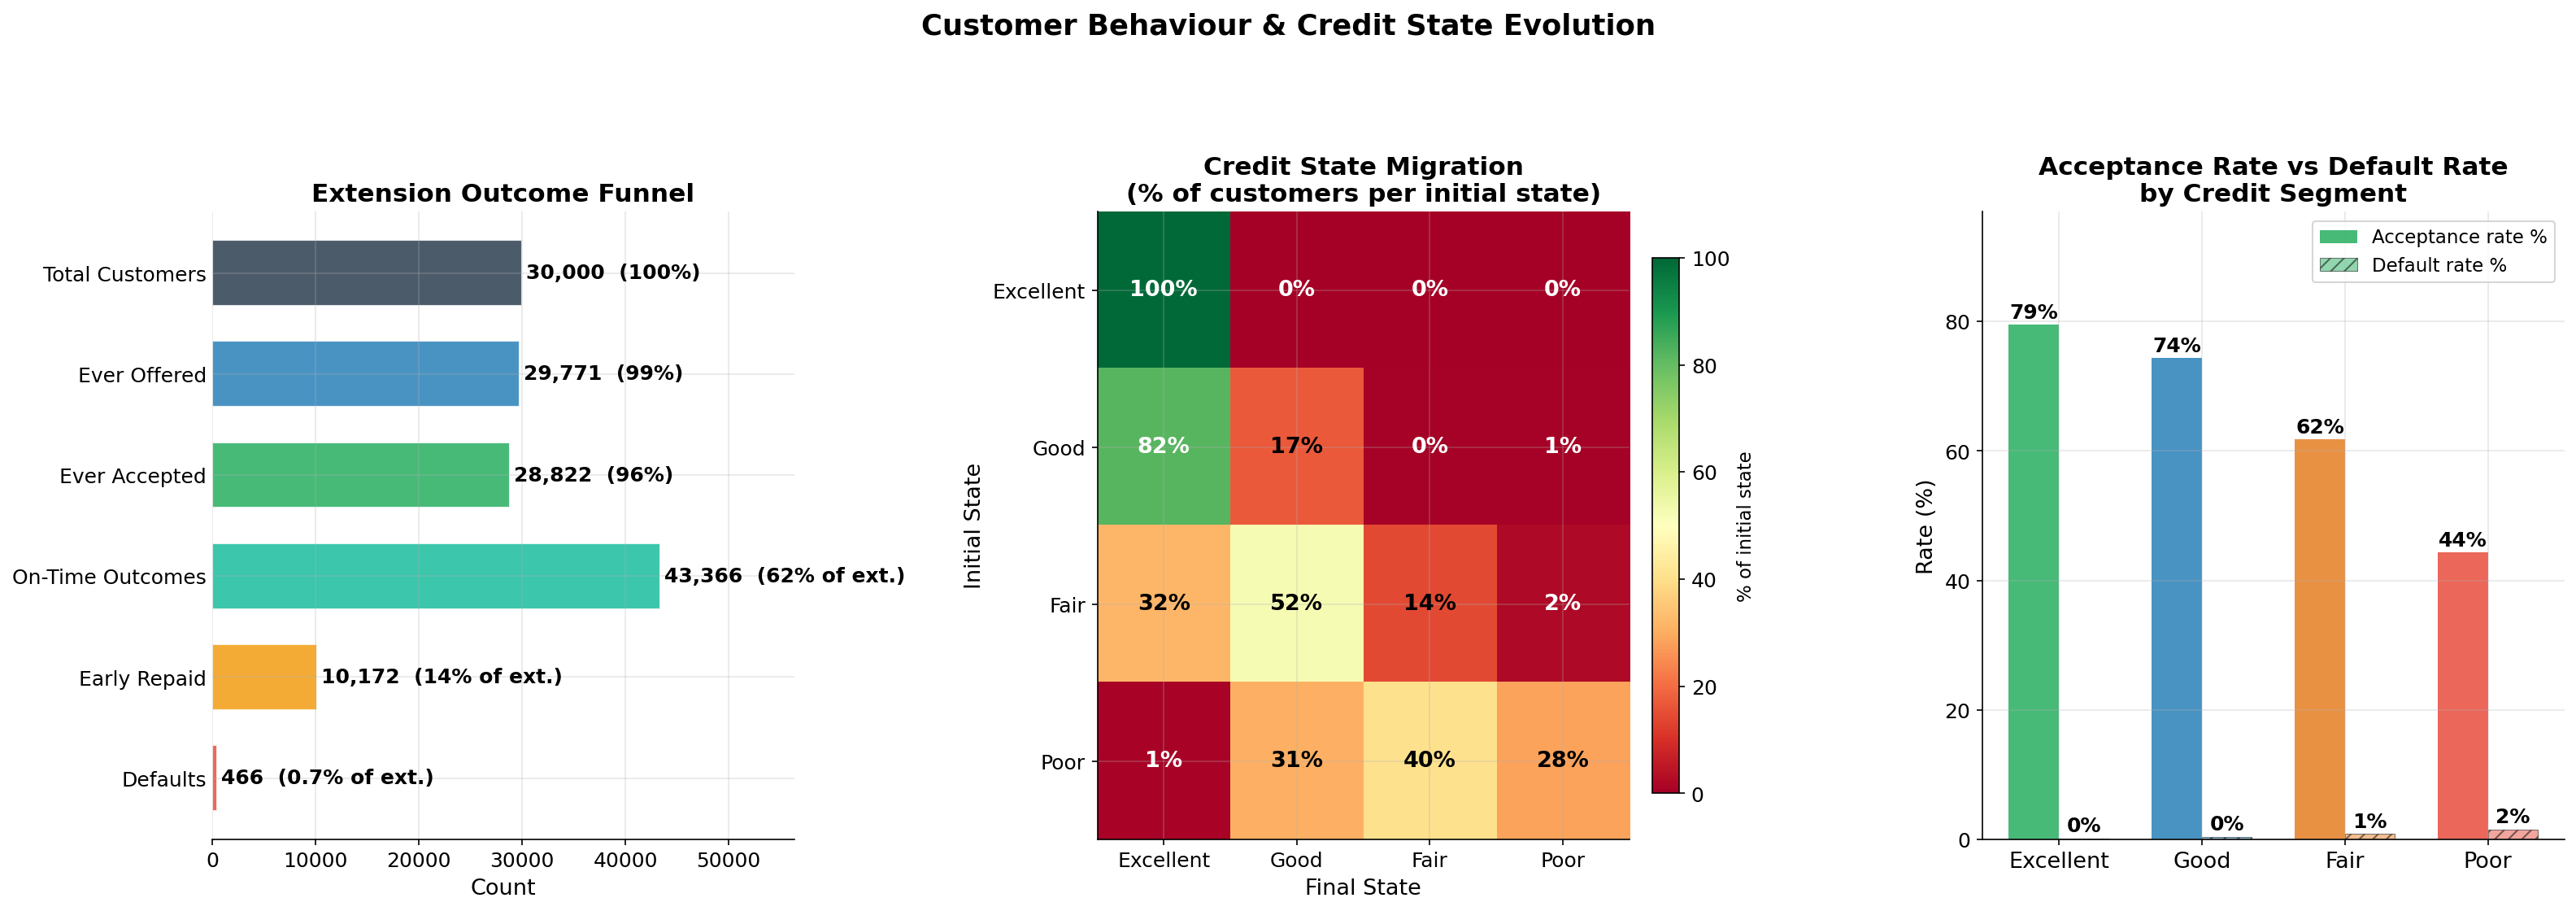 Customer Behaviour & Credit State Evolution
Extension Outcome Funnel
Total Customers
30,000 (100%)
Ever Offered
29,771 (99%)
Ever Accepted
28,822 (96%)
On-Time Outcomes
43,366 (62% of ext.)
Early Repaid
10,172 (14% of ext.)
Defaults
466 (0.7% of ext.)
0 10000 20000 30000 40000 50000
Count
Credit State Migration
(% of customers per initial state)
Initial State
Excellent 100% 0% 0% 0%
Good 82% 17% 0% 1%
Fair 32% 52% 14% 2%
Poor 1% 31% 40% 28%
Excellent Good Fair Poor
Final State
100
80
60
40
20
0
% of initial state
Acceptance Rate vs Default Rate
by Credit Segment
Acceptance rate %
Default rate %
Rate (%)
80
60
40
20
0
79% 0%
74% 0%
62% 1%
44% 2%
Excellent Good Fair Poor